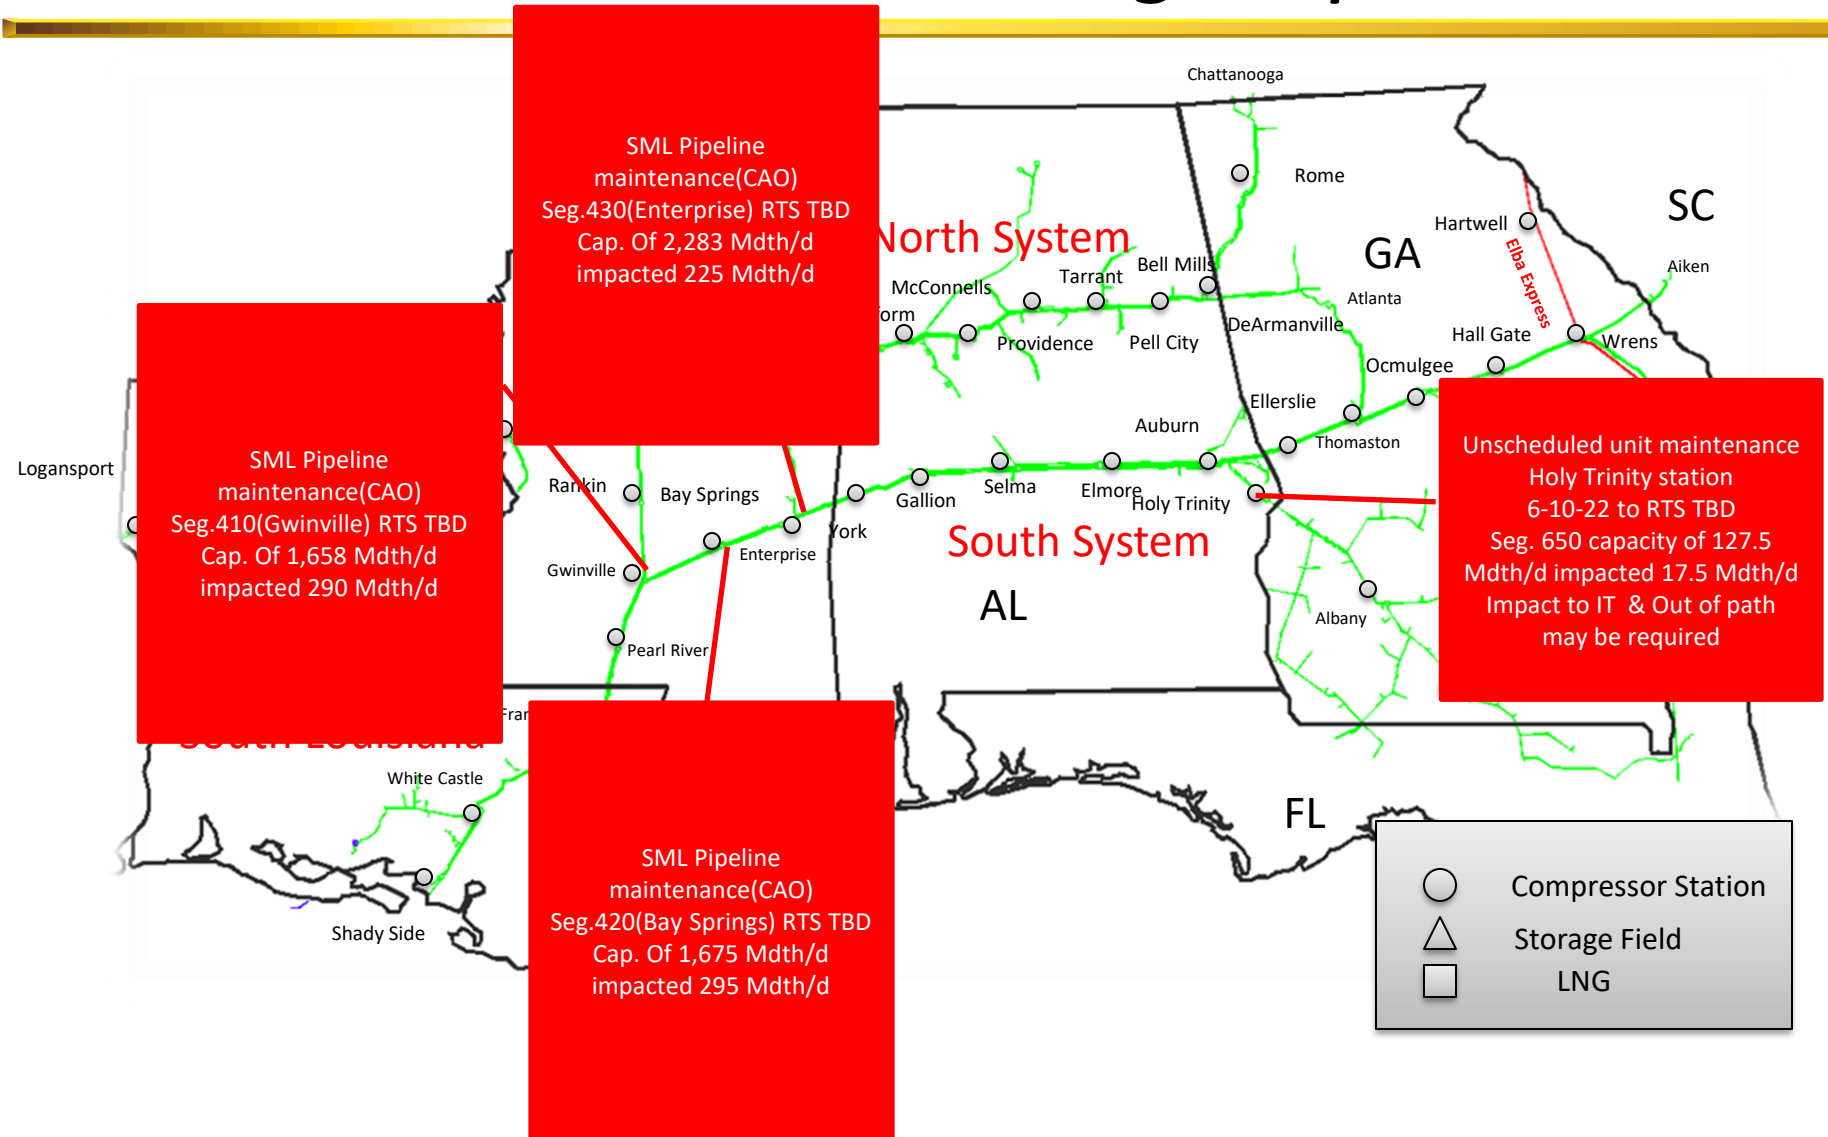 Chattanooga
SML Pipeline
maintenance(CAO)
Seg.430(Enterprise) RTS TBD
Cap. Of 2,283 Mdth/d
impacted 225 Mdth/d
Rome
SC
Hartwell
North System
GA
Elba Express
Bell Mills
Tarrant
Aiken
McConnells
Atlanta
DeArmanville
Providence
Pell City
Hall Gate
Wrens
Ocmulgee
Ellerslie
Auburn
Thomaston
SML Pipeline
maintenance(CAO)
Seg.410(Gwinville) RTS TBD
Cap. Of 1,658 Mdth/d
impacted 290 Mdth/d
Logansport
Rankin
Bay Springs
Gallion
Selma
Elmore
Holy Trinity
York
Enterprise
South System
Gwinville
AL
Unscheduled unit maintenance
Holy Trinity station
6-10-22 to RTS TBD
Seg. 650 capacity of 127.5
Mdth/d impacted 17.5 Mdth/d
Impact to IT & Out of path
may be required
Albany
Pearl River
South Louisiana
White Castle
FL
Shady Side
SML Pipeline
maintenance(CAO)
Seg.420(Bay Springs) RTS TBD
Cap. Of 1,675 Mdth/d
impacted 295 Mdth/d
Compressor Station
Storage Field
LNG